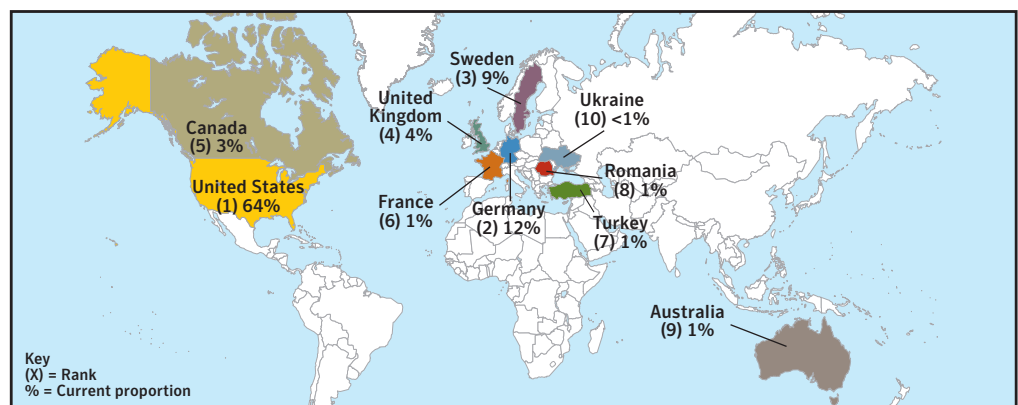 Sweden
(3) 9%
United
Kingdom
(4) 4%
Ukraine
(10) <1%
Canada
(5) 3%
United States
(1) 64%
France
(6) 1%
Germany
(2) 12%
Romania
(8) 1%
Turkey
(7) 1%
Australia
(9) 1%
Key
(X) = Rank
% = Current proportion